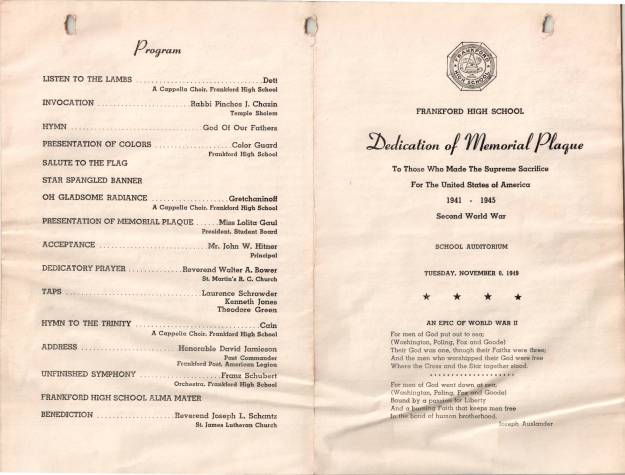 Program
LISTEN TO THE LAMBS ........................ Dett
A Cappella Choir, Frankford High School
INVOCATION ........................ Rabbi Pinchos J. Chazin
Temple Sholem
HYMN ........................ God Of Our Fathers
PRESENTATION OF COLORS ........................ Color Guard
Frankford High School
SALUTE TO THE FLAG
STAR SPANGLED BANNER
OH GLADSOME RADIANCE ........................ Gretchaninoff
A Cappella Choir, Frankford High School
PRESENTATION OF MEMORIAL PLAQUE ...... Miss Lolita Gaul
President, Student Board
ACCEPTANCE ........................ Mr. John W. Hitner
Principal
DEDICATORY PRAYER ............ Reverend Walter A. Bower
St. Martin's R. C. Church
TAPS ........................ Laurence Schrawder
Kenneth Jones
Theodore Green
HYMN TO THE TRINITY ........................ Cain
A Cappella Choir, Frankford High School
ADDRESS ........................ Honorable David Jamieson
Past Commander
Frankford Post, American Legion
UNFINISHED SYMPHONY ........................ Franz Schubert
Orchestra, Frankford High School
FRANKFORD HIGH SCHOOL ALMA MATER
BENEDICTION ........................ Reverend Joseph L. Schantz
St. James Lutheran Church
FRANKFORD
HIGH SCHOOL
FRANKFORD HIGH SCHOOL
Dedication of Memorial Plaque
To Those Who Made The Supreme Sacrifice
For The United States of America
1941 - 1945
Second World War
SCHOOL AUDITORIUM
TUESDAY, NOVEMBER 8, 1949
★ ★ ★ ★
AN EPIC OF WORLD WAR II
For men of God put out to sea;
(Washington, Poling, Fox and Goode)
Their God was one, though their Faiths were three;
And the men who worshipped their God were free
Where the Cross and the Star together stood.
* * * * * * * * * * * * * * * * * * *
For men of God went down at sea,
(Washington, Poling, Fox and Goode)
Bound by a passion for Liberty
And a burning Faith that keeps men free
In the bond of human brotherhood.
Joseph Auslander